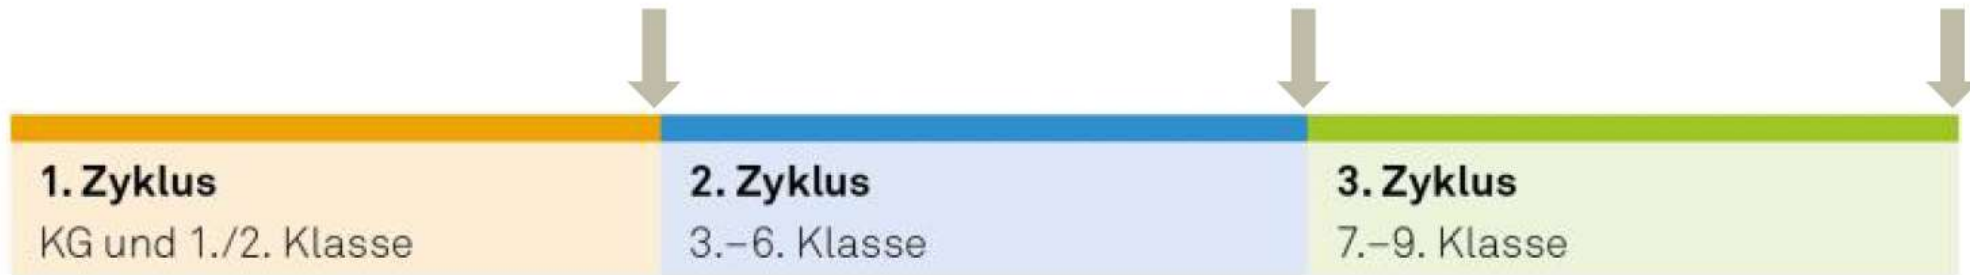 1. Zyklus
KG und 1./2. Klasse
2. Zyklus
3.–6. Klasse
3. Zyklus
7.–9. Klasse